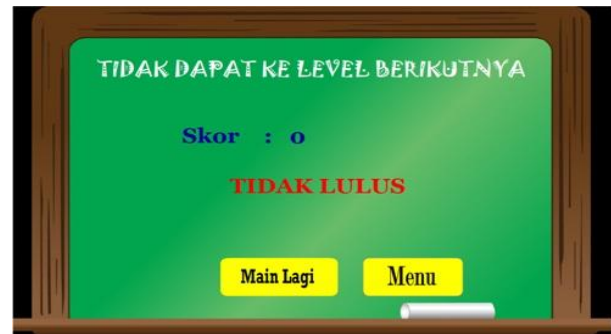 TIDAK DAPAT KE LEVEL BERIKUTNYA
Skor : 0
TIDAK LULUS
Main Lagi Menu